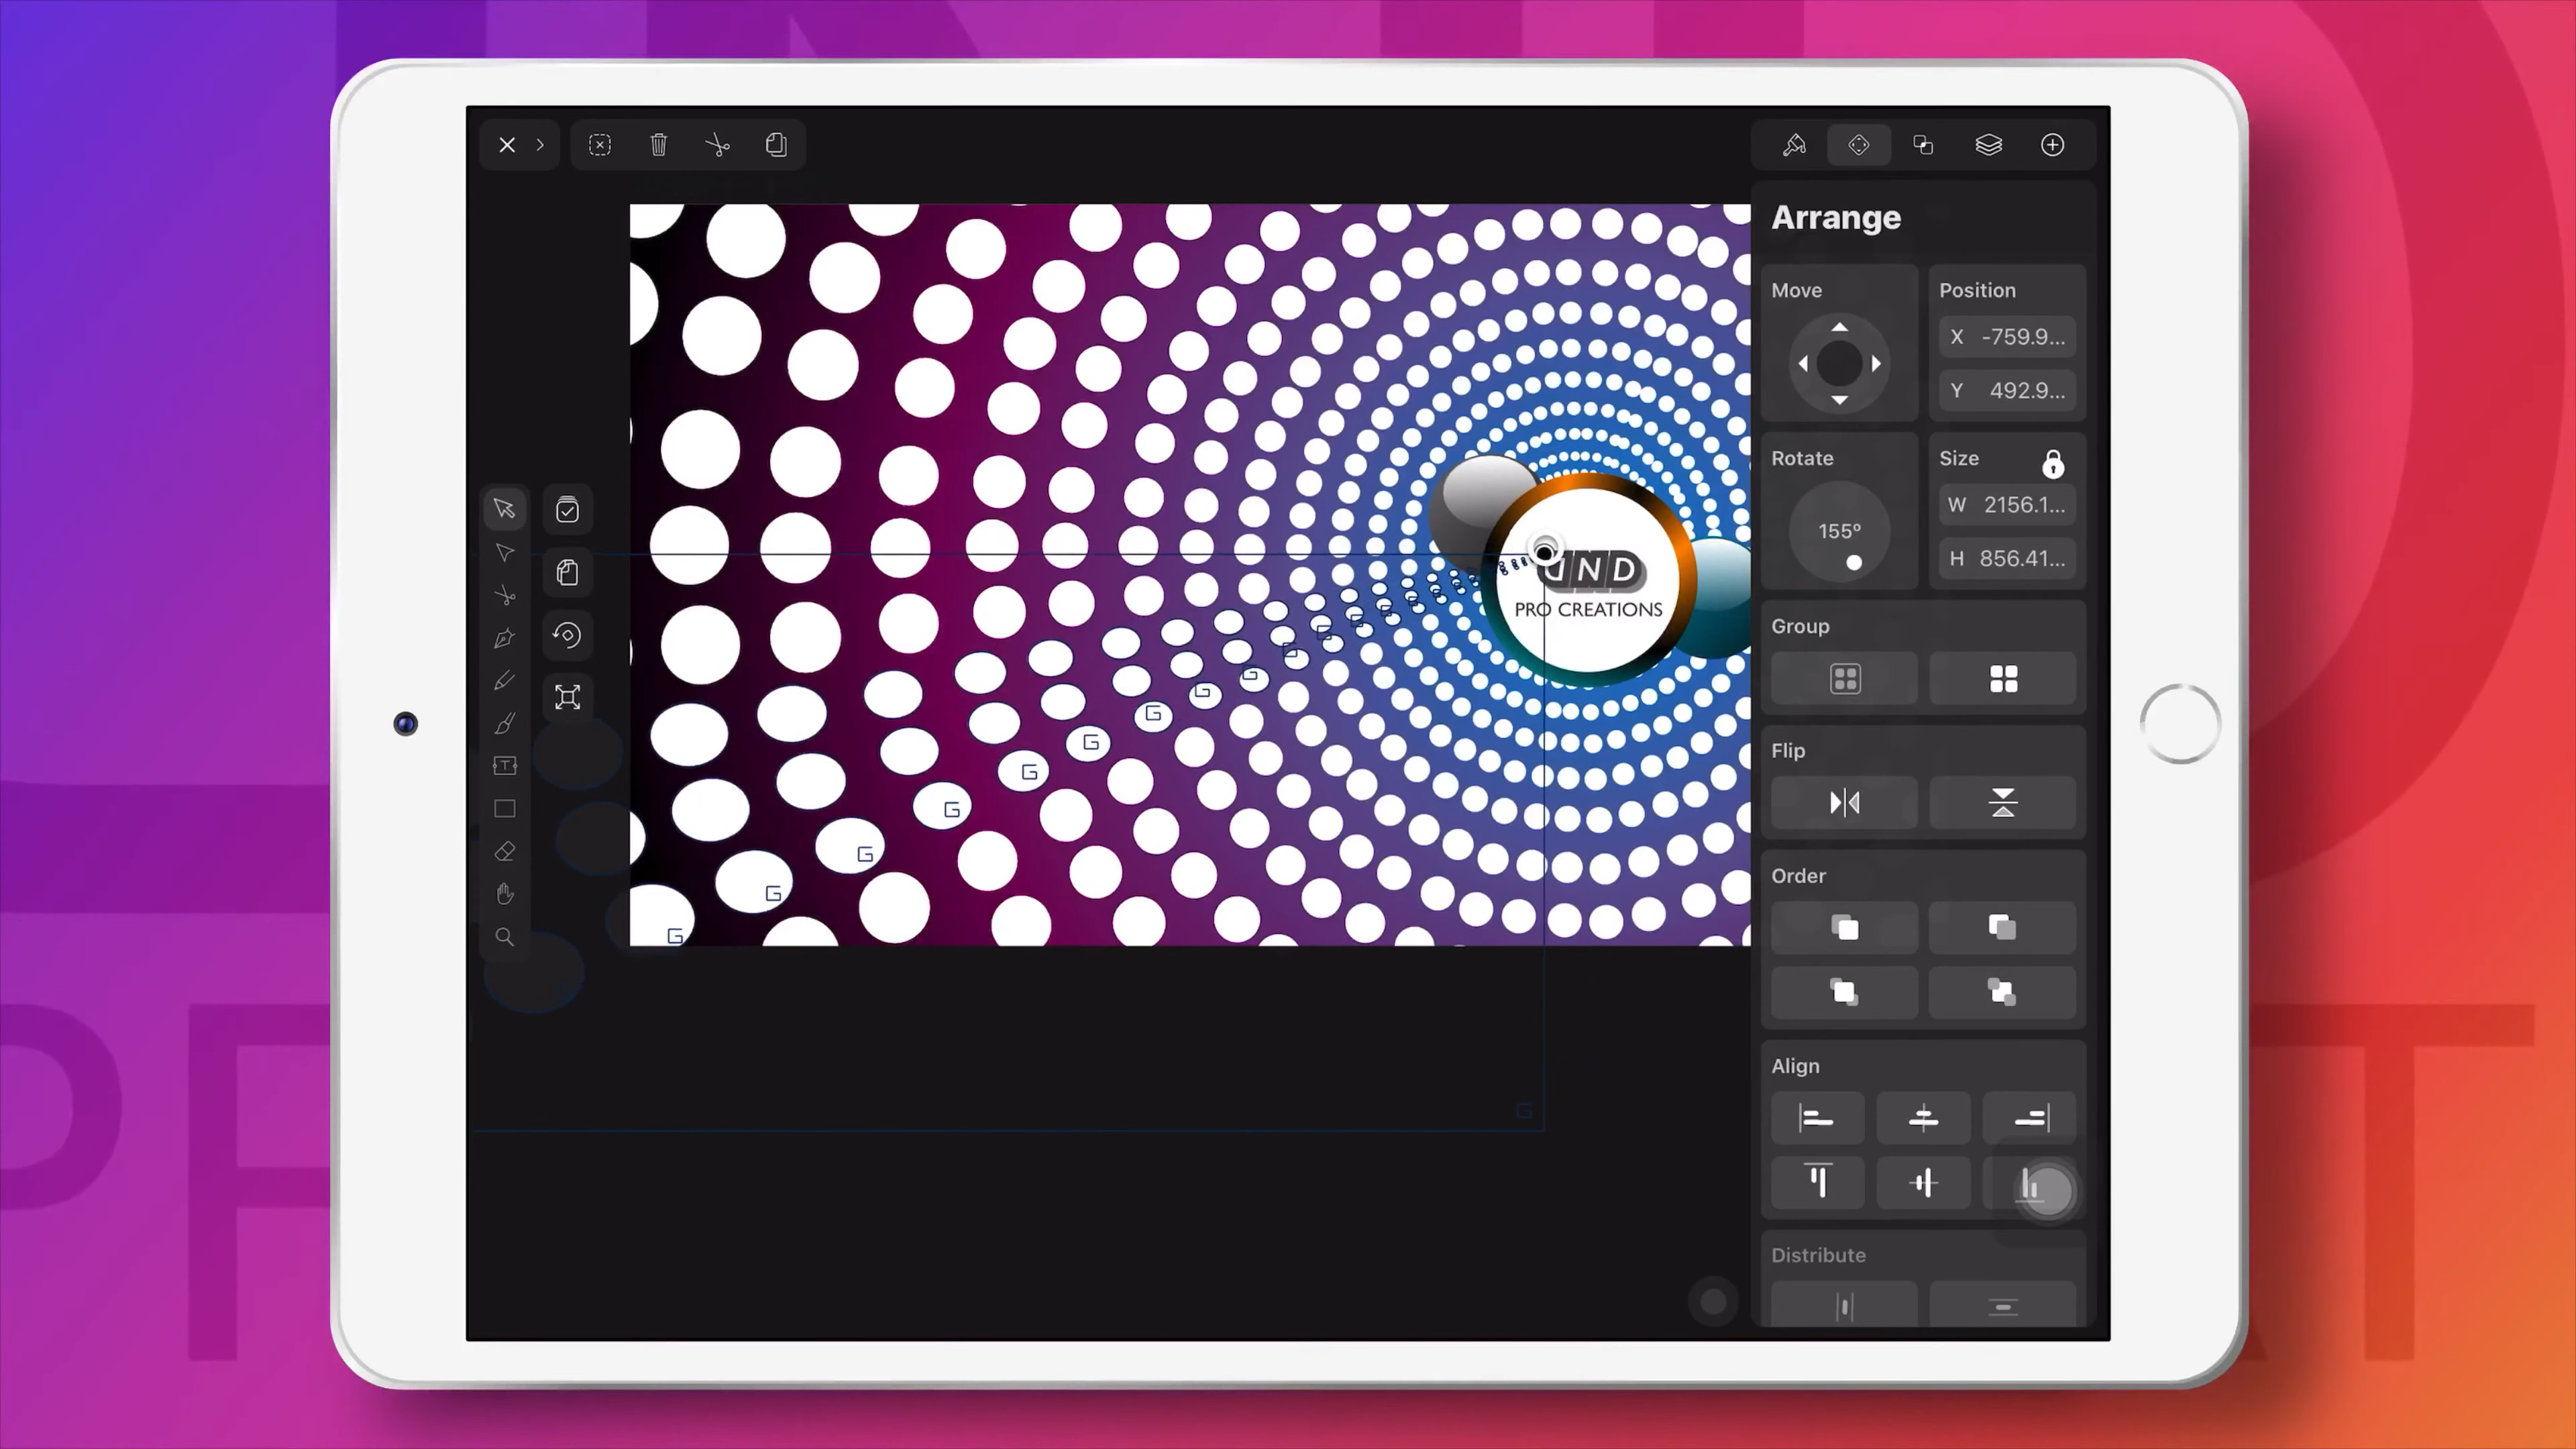 Arrange
Move
Position
X -759.9...
Y 492.9...
Rotate
Size
155°
W 2156.1...
H 856.41...
Group
Flip
Order
Align
Distribute
UND
PRO CREATIONS
G
G
G
G
G
G
G
G
G
T